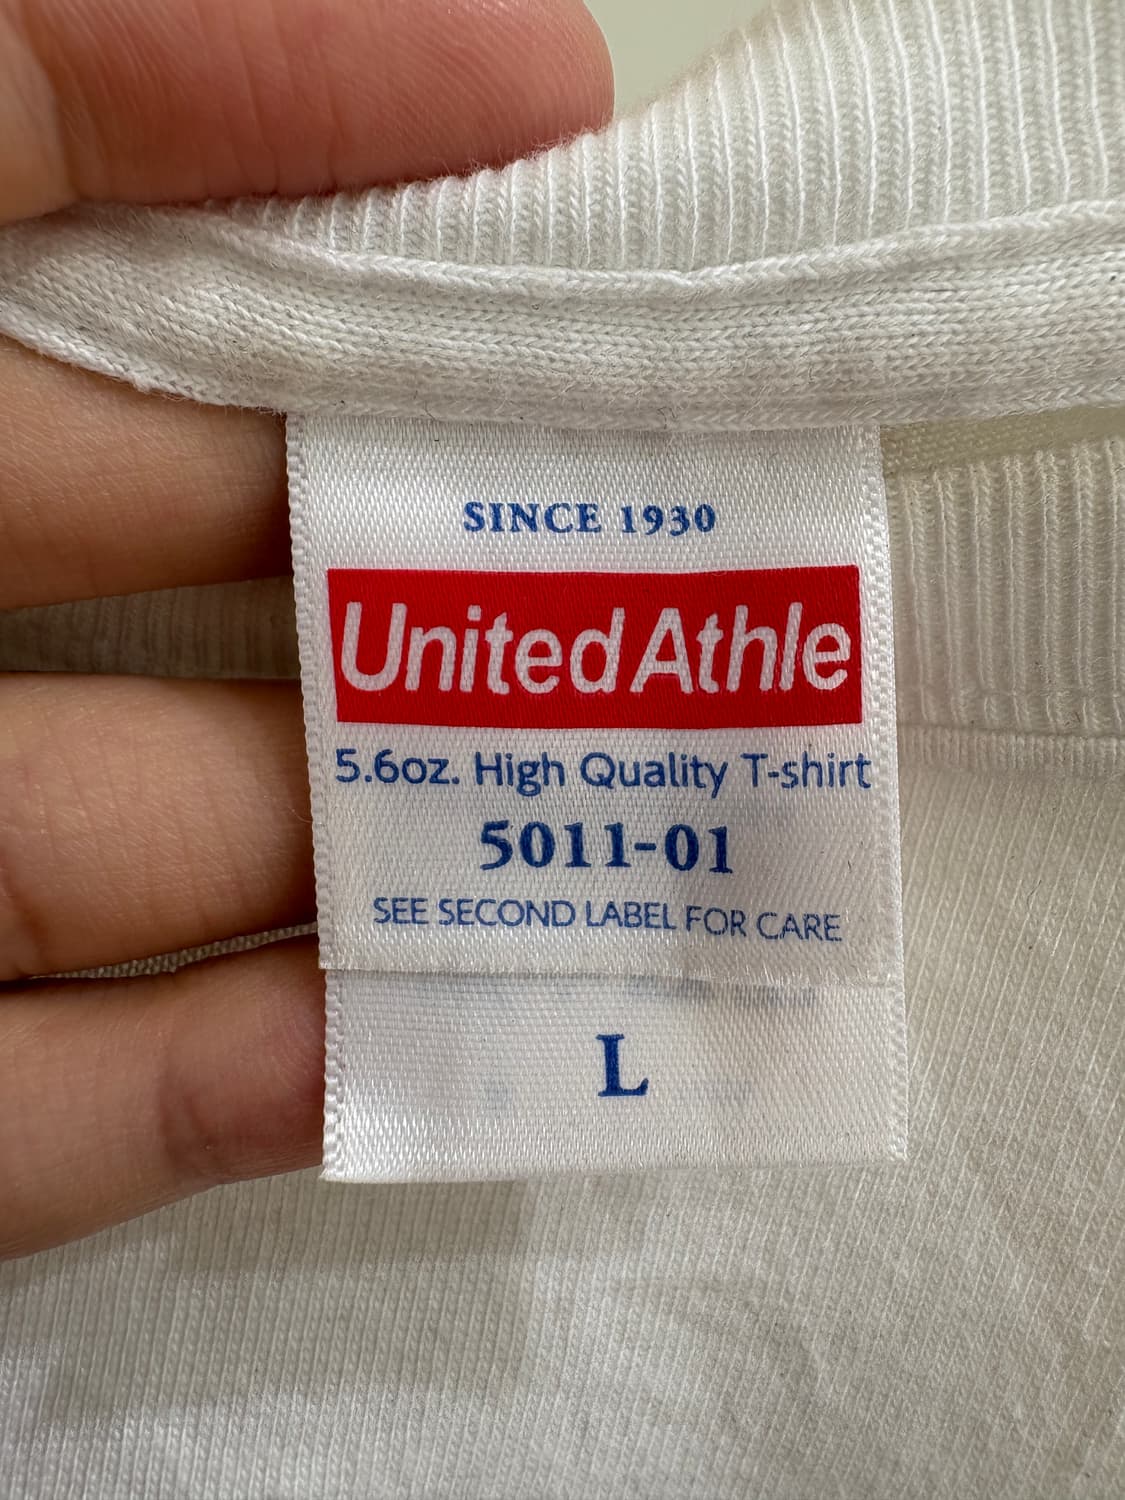 SINCE 1930
United Athle
5.6oz. High Quality T-shirt
5011-01
SEE SECOND LABEL FOR CARE
L